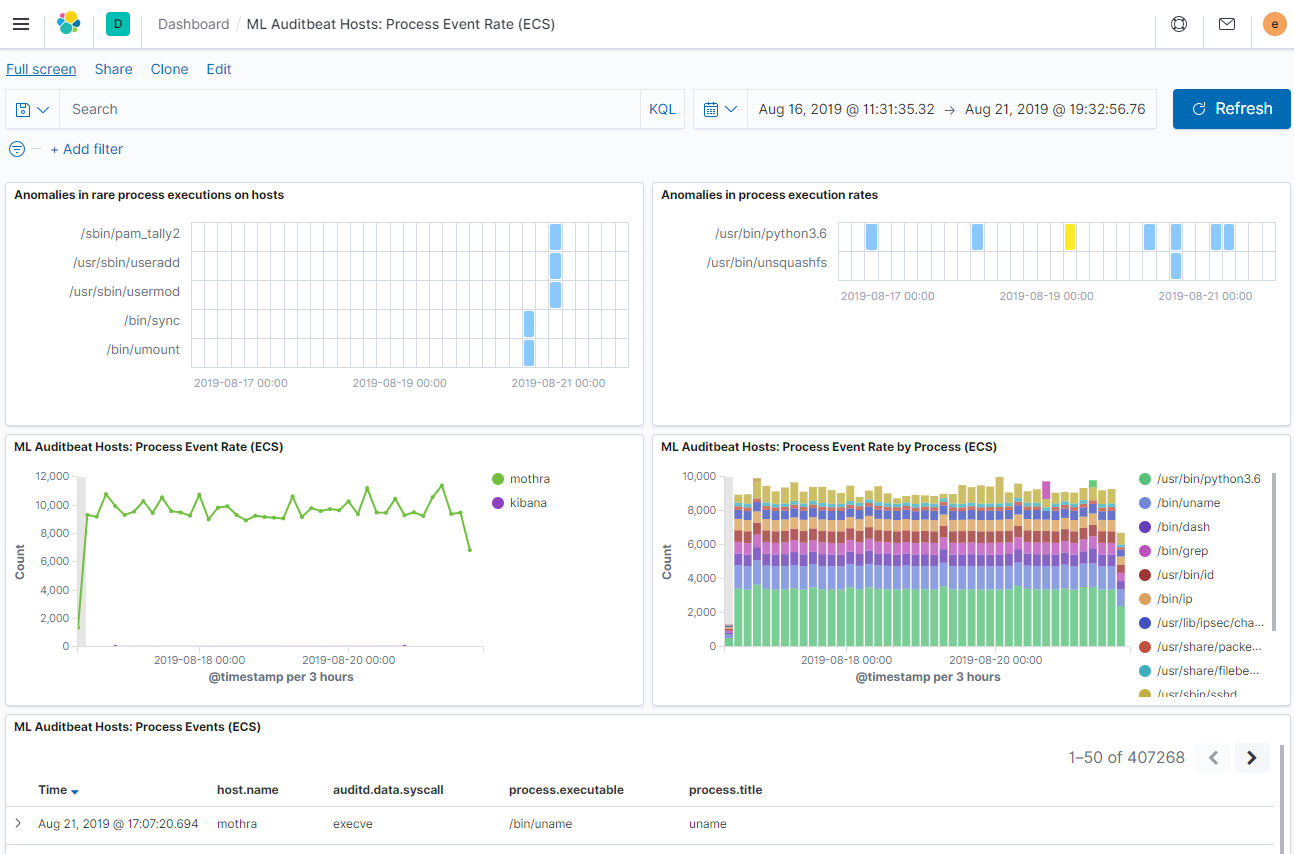 D Dashboard / ML Auditbeat Hosts: Process Event Rate (ECS) e
Full screen Share Clone Edit
Search KQL Aug 16, 2019 @ 11:31:35.32 → Aug 21, 2019 @ 19:32:56.76 Refresh
+ Add filter
Anomalies in rare process executions on hosts
/sbin/pam_tally2
/usr/sbin/useradd
/usr/sbin/usermod
/bin/sync
/bin/umount
2019-08-17 00:00 2019-08-19 00:00 2019-08-21 00:00
Anomalies in process execution rates
/usr/bin/python3.6
/usr/bin/unsquashfs
2019-08-17 00:00 2019-08-19 00:00 2019-08-21 00:00
ML Auditbeat Hosts: Process Event Rate (ECS)
12,000
10,000
8,000
6,000
4,000
2,000
0
Count
2019-08-18 00:00 2019-08-20 00:00
@timestamp per 3 hours
mothra
kibana
ML Auditbeat Hosts: Process Event Rate by Process (ECS)
10,000
8,000
6,000
4,000
2,000
0
Count
2019-08-18 00:00 2019-08-20 00:00
@timestamp per 3 hours
/usr/bin/python3.6
/bin/uname
/bin/dash
/bin/grep
/usr/bin/id
/bin/ip
/usr/lib/ipsec/cha...
/usr/share/packe...
/usr/share/filebe...
/usr/sbin/sshd
ML Auditbeat Hosts: Process Events (ECS)
1–50 of 407268
Time host.name auditd.data.syscall process.executable process.title
Aug 21, 2019 @ 17:07:20.694 mothra execve /bin/uname uname